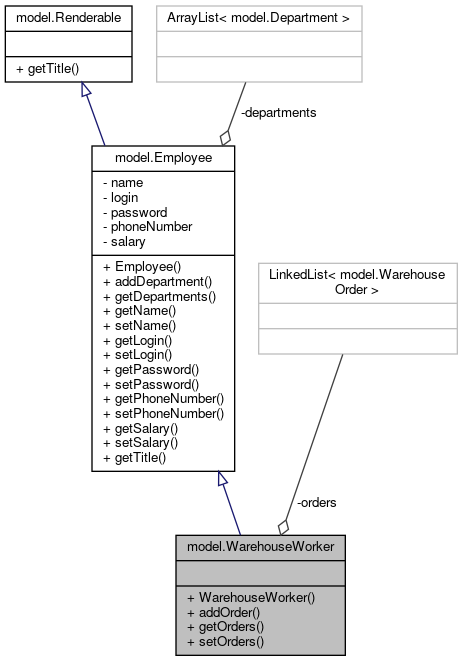 model.Renderable
+ getTitle()
ArrayList< model.Department >
-departments
model.Employee
- name
- login
- password
- phoneNumber
- salary
+ Employee()
+ addDepartment()
+ getDepartments()
+ getName()
+ setName()
+ getLogin()
+ setLogin()
+ getPassword()
+ setPassword()
+ getPhoneNumber()
+ setPhoneNumber()
+ getSalary()
+ setSalary()
+ getTitle()
LinkedList< model.Warehouse
Order >
-orders
model.WarehouseWorker
+ WarehouseWorker()
+ addOrder()
+ getOrders()
+ setOrders()